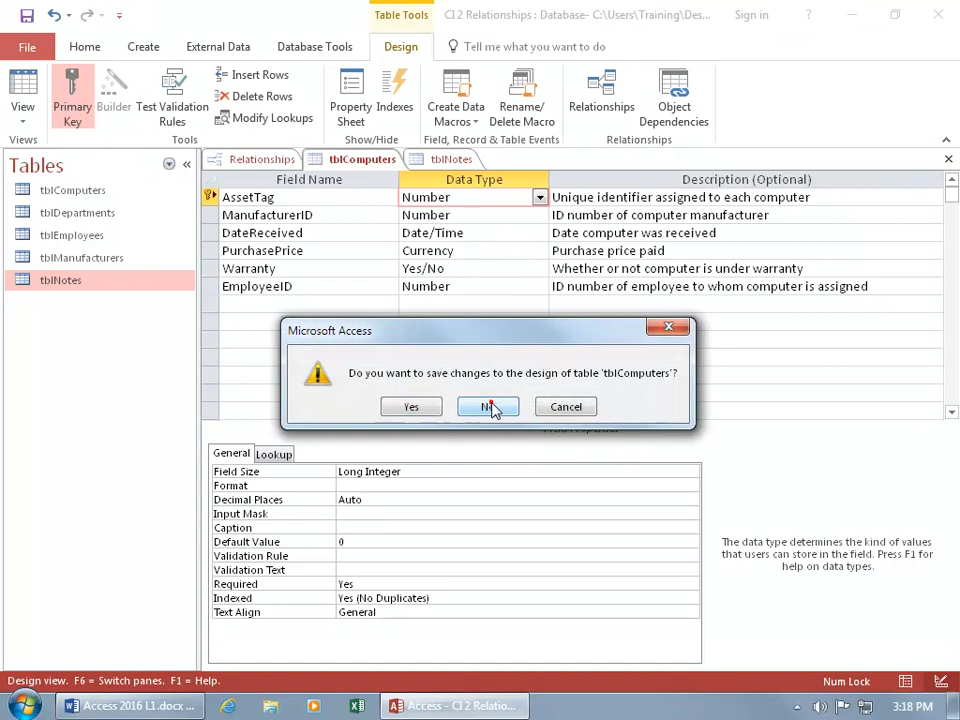 Table Tools
CI 2 Relationships : Database- C:\Users\Training\Des...
Sign in
?
File
Home
Create
External Data
Database Tools
Design
Tell me what you want to do
View
Primary Key
Builder
Test Validation Rules
Insert Rows
Delete Rows
Modify Lookups
Property Sheet
Indexes
Create Data Macros
Rename/ Delete Macro
Relationships
Object Dependencies
Views
Tools
Show/Hide
Field, Record & Table Events
Relationships
Tables
tblComputers
tblDepartments
tblEmployees
tblManufacturers
tblNotes
Relationships
tblComputers
tblNotes
Field Name
Data Type
Description (Optional)
AssetTag Number Unique identifier assigned to each computer
ManufacturerID Number ID number of computer manufacturer
DateReceived Date/Time Date computer was received
PurchasePrice Currency Purchase price paid
Warranty Yes/No Whether or not computer is under warranty
EmployeeID Number ID number of employee to whom computer is assigned
Microsoft Access
Do you want to save changes to the design of table 'tblComputers'?
Yes
No
Cancel
General
Lookup
Field Size Long Integer
Format
Decimal Places Auto
Input Mask
Caption
Default Value 0
Validation Rule
Validation Text
Required Yes
Indexed Yes (No Duplicates)
Text Align General
The data type determines the kind of values
that users can store in the field. Press F1 for
help on data types.
Design view. F6 = Switch panes. F1 = Help.
Num Lock
Access 2016 L1.docx ...
Access - CI 2 Relatio...
3:18 PM